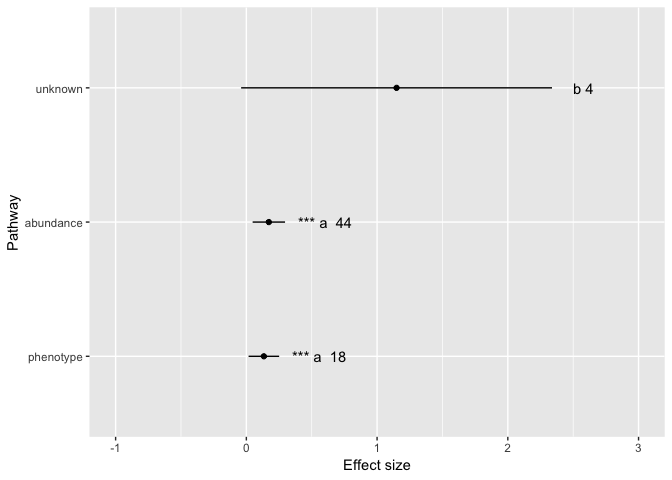 unknown
b 4
abundance
*** a  44
phenotype
*** a  18
Pathway
-1
0
1
2
3
Effect size